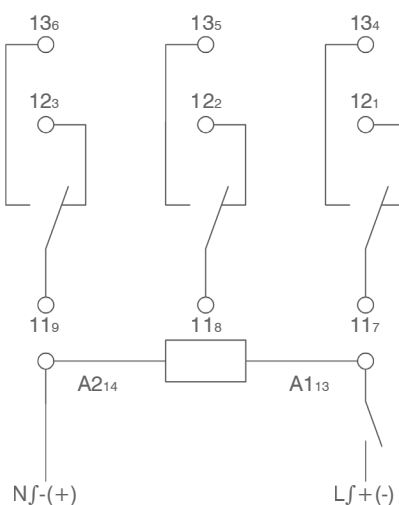 13₆ 13₅ 13₄
12₃ 12₂ 12₁
11₉ 11₈ 11₇
A2₁₄ A1₁₃
N∫-(+) L∫+(-)